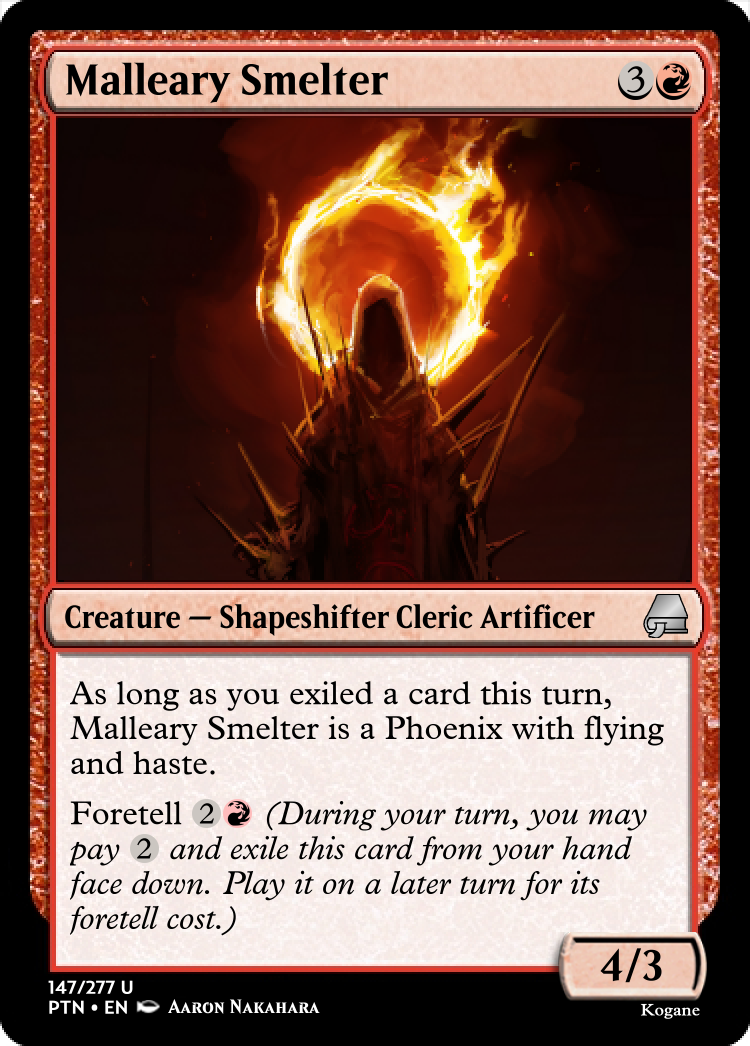 Malleary Smelter 3
Creature — Shapeshifter Cleric Artificer
As long as you exiled a card this turn,
Malleary Smelter is a Phoenix with flying
and haste.
Foretell 2 (During your turn, you may
pay 2 and exile this card from your hand
face down. Play it on a later turn for its
foretell cost.)
4/3
147/277 U
PTN • EN Aaron Nakahara
Kogane